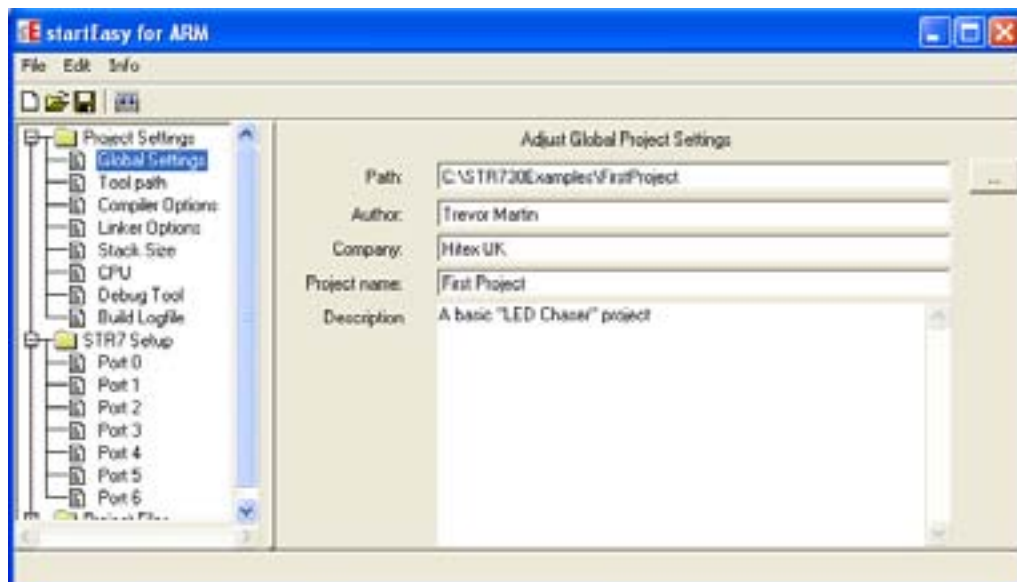 startEasy for ARM
File Edit Info
Project Settings
Global Settings
Tool path
Compiler Options
Linker Options
Stack Size
CPU
Debug Tool
Build Logfile
STR7 Setup
Port 0
Port 1
Port 2
Port 3
Port 4
Port 5
Port 6
Project Files
Adjust Global Project Settings
Path: C:\STR730Examples\FirstProject ...
Author: Trevor Martin
Company: Hitex UK
Project name: First Project
Description A basic "LED Chaser" project